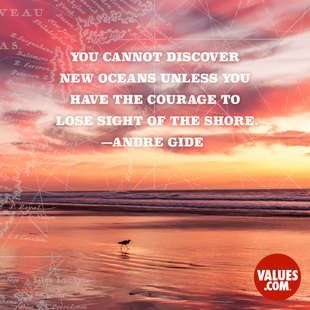 VEAU
YOU CANNOT DISCOVER
NEW OCEANS UNLESS YOU
HAVE THE COURAGE TO
LOSE SIGHT OF THE SHORE.
—ANDRE GIDE
VALUES
.COM